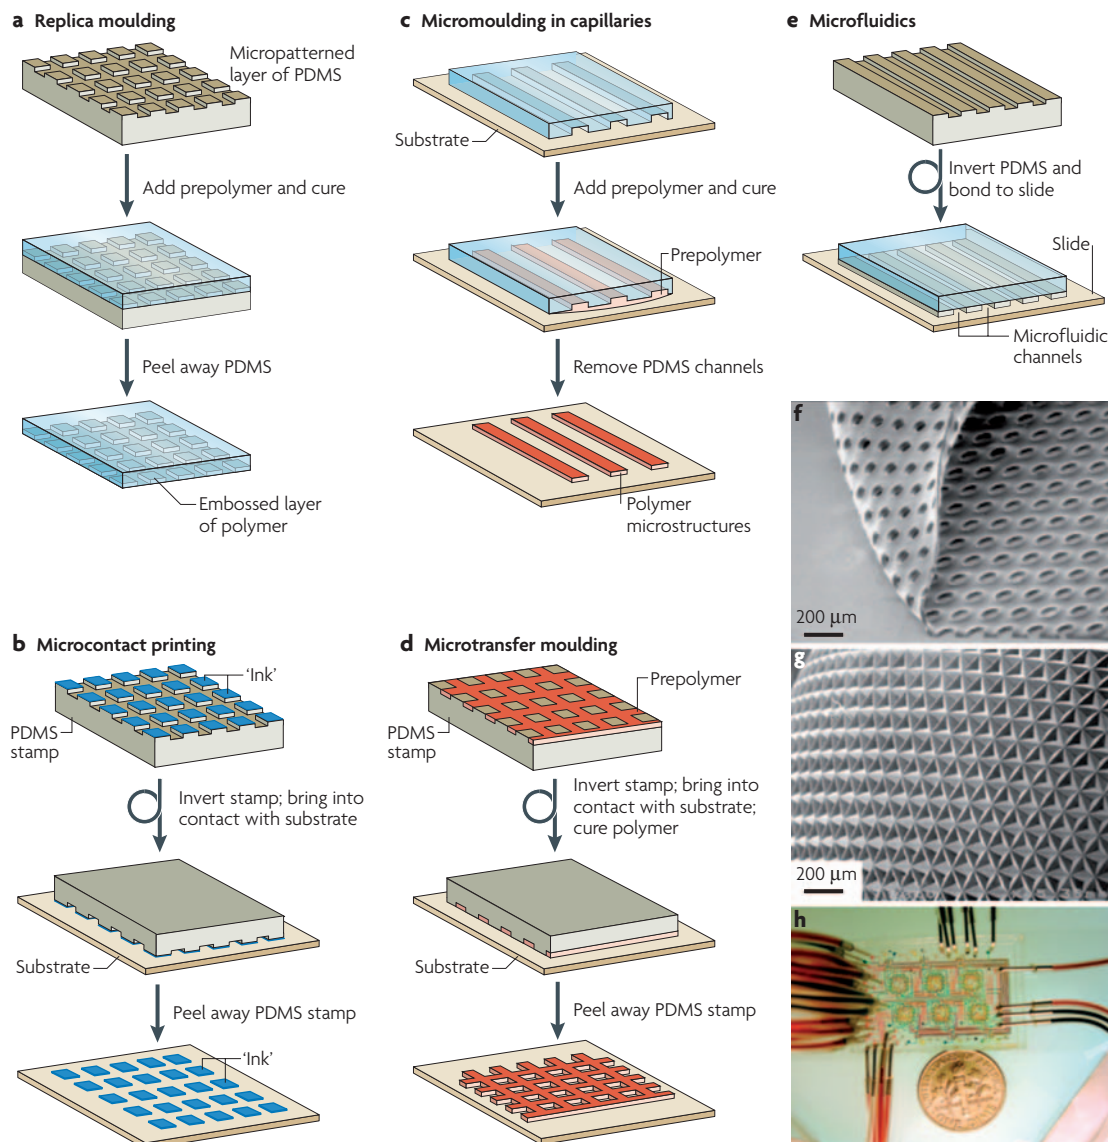 a Replica moulding
Micropatterned
layer of PDMS
Add prepolymer and cure
Peel away PDMS
Embossed layer
of polymer
b Microcontact printing
'Ink'
PDMS
stamp
Invert stamp; bring into
contact with substrate
Substrate
Peel away PDMS stamp
'Ink'
c Micromoulding in capillaries
Substrate
Add prepolymer and cure
Prepolymer
Remove PDMS channels
Polymer
microstructures
d Microtransfer moulding
Prepolymer
PDMS
stamp
Invert stamp; bring into
contact with substrate;
cure polymer
Substrate
Peel away PDMS stamp
e Microfluidics
Invert PDMS and
bond to slide
Slide
Microfluidic
channels
f
200 μm
g
200 μm
h